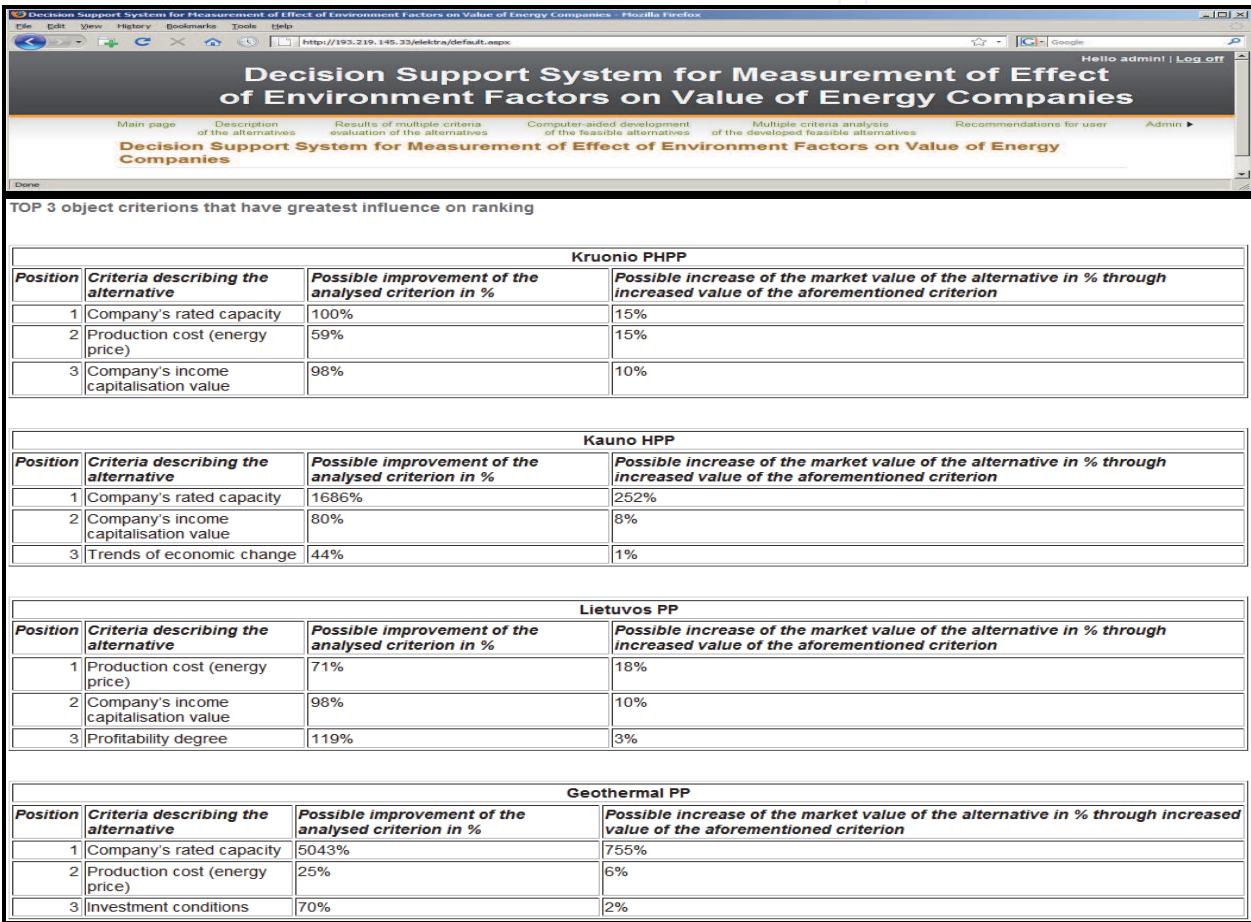 Decision Support System for Measurement of Effect of Environment Factors on Value of Energy Companies - Mozilla Firefox
File Edit View History Bookmarks Tools Help
http://193.219.145.33/elektra/default.aspx
Google
Hello admin! | Log off
Decision Support System for Measurement of Effect
of Environment Factors on Value of Energy Companies
Main page Description of the alternatives Results of multiple criteria evaluation of the alternatives Computer-aided development of the feasible alternatives Multiple criteria analysis of the developed feasible alternatives Recommendations for user Admin ►
Decision Support System for Measurement of Effect of Environment Factors on Value of Energy
Companies
Done
TOP 3 object criterions that have greatest influence on ranking
Kruonio PHPP
Position Criteria describing the alternative Possible improvement of the analysed criterion in % Possible increase of the market value of the alternative in % through increased value of the aforementioned criterion
1 Company's rated capacity 100% 15%
2 Production cost (energy price) 59% 15%
3 Company's income capitalisation value 98% 10%
Kauno HPP
Position Criteria describing the alternative Possible improvement of the analysed criterion in % Possible increase of the market value of the alternative in % through increased value of the aforementioned criterion
1 Company's rated capacity 1686% 252%
2 Company's income capitalisation value 80% 8%
3 Trends of economic change 44% 1%
Lietuvos PP
Position Criteria describing the alternative Possible improvement of the analysed criterion in % Possible increase of the market value of the alternative in % through increased value of the aforementioned criterion
1 Production cost (energy price) 71% 18%
2 Company's income capitalisation value 98% 10%
3 Profitability degree 119% 3%
Geothermal PP
Position Criteria describing the alternative Possible improvement of the analysed criterion in % Possible increase of the market value of the alternative in % through increased value of the aforementioned criterion
1 Company's rated capacity 5043% 755%
2 Production cost (energy price) 25% 6%
3 Investment conditions 70% 2%